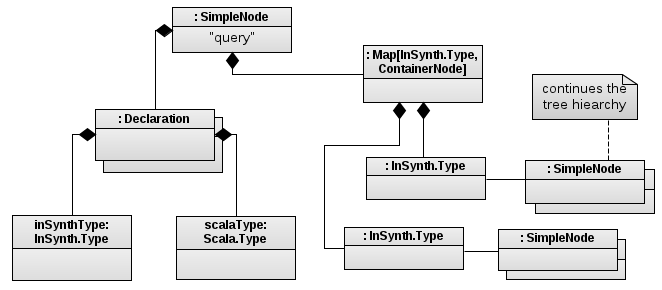 : SimpleNode
"query"
: Map[InSynth.Type,
ContainerNode]
continues the
tree hiearchy
: Declaration
: InSynth.Type
: SimpleNode
inSynthType:
InSynth.Type
scalaType:
Scala.Type
: InSynth.Type
: SimpleNode